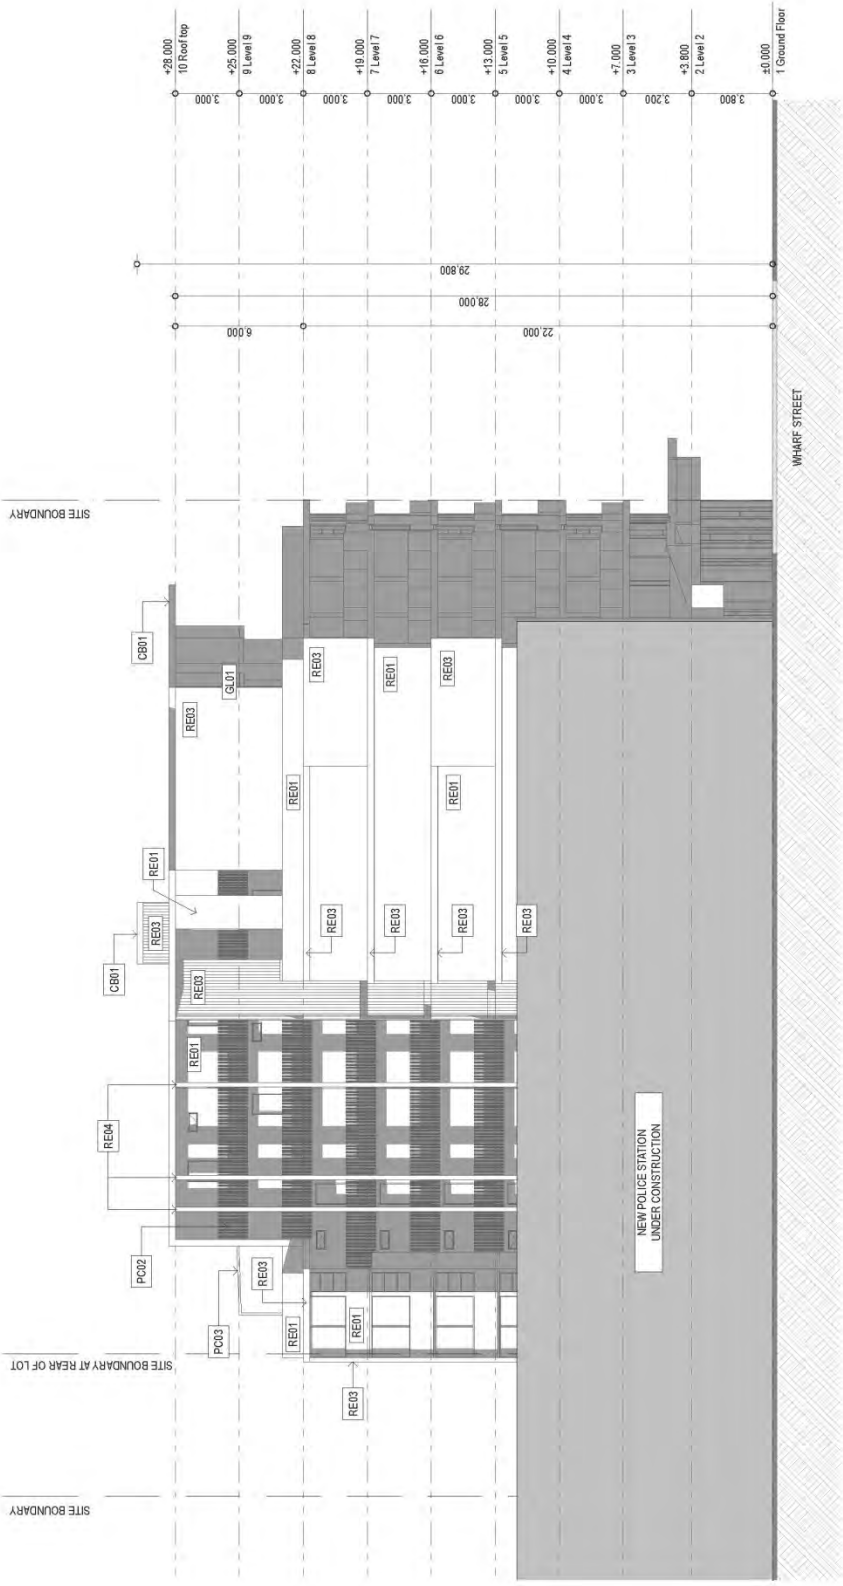 +28.000
10 Roof top
+25.000
9 Level 9
+22.000
8 Level 8
+19.000
7 Level 7
+16.000
6 Level 6
+13.000
5 Level 5
+10.000
4 Level 4
+7.000
3 Level 3
+3.800
2 Level 2
±0.000
1 Ground Floor
3,000
3,000
3,000
3,000
3,000
3,000
3,000
3,200
3,800
29,800
28,000
6,000
22,000
SITE BOUNDARY
WHARF STREET
CB01
GL01
RE03
RE03
RE01
RE03
RE01
RE01
RE01
RE03
CB01
RE03
RE03
RE03
RE03
RE03
RE01
RE04
NEW POLICE STATION
UNDER CONSTRUCTION
PC02
PC03
RE03
RE01
RE01
RE03
SITE BOUNDARY AT REAR OF LOT
SITE BOUNDARY